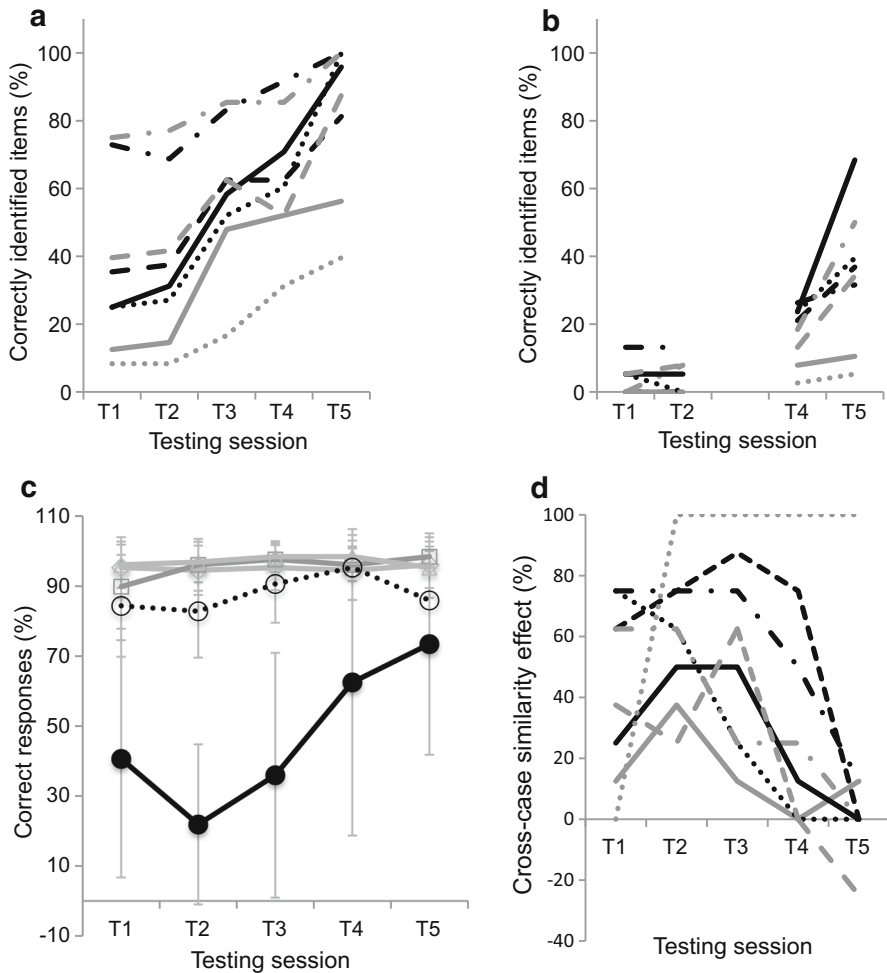 a
Correctly identified items (%)
100
80
60
40
20
0
T1 T2 T3 T4 T5
Testing session
b
Correctly identified items (%)
100
80
60
40
20
0
T1 T2 T4 T5
Testing session
c
Correct responses (%)
110
90
70
50
30
10
-10
T1 T2 T3 T4 T5
Testing session
d
Cross-case similarity effect (%)
100
80
60
40
20
0
-20
-40
T1 T2 T3 T4 T5
Testing session